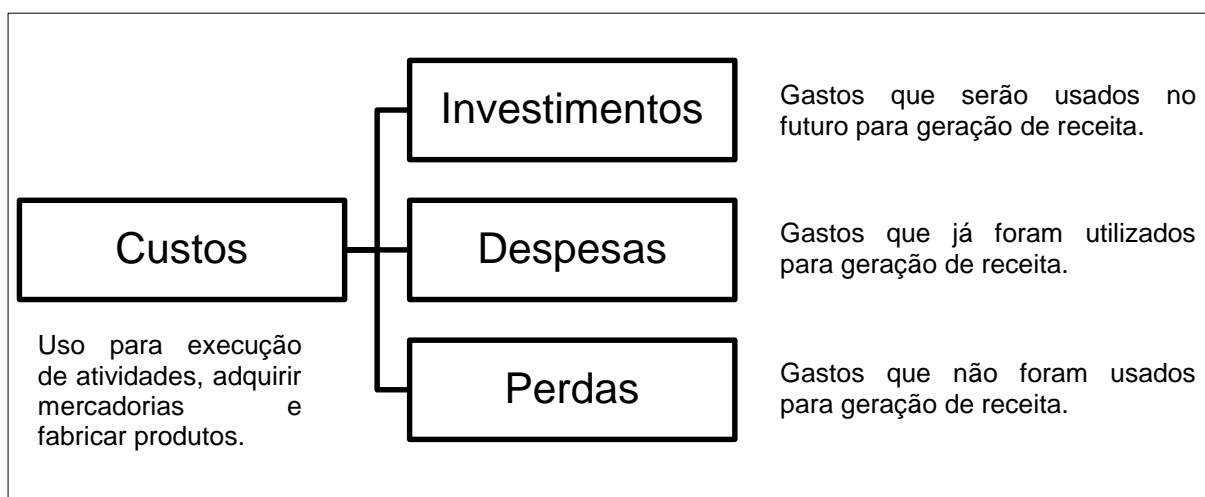 Investimentos
Gastos que serão usados no
futuro para geração de receita.
Custos
Uso para execução
de atividades, adquirir
mercadorias e
fabricar produtos.
Despesas
Gastos que já foram utilizados
para geração de receita.
Perdas
Gastos que não foram usados
para geração de receita.